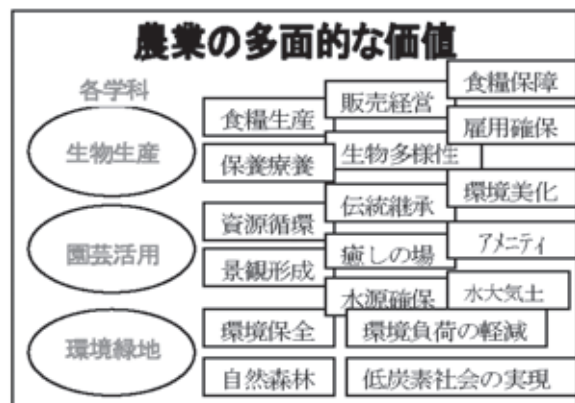 農業の多面的な価値
各学科
生物生産
園芸活用
環境緑地
食糧生産
保養療養
資源循環
景観形成
環境保全
自然森林
販売経営
生物多様性
伝統継承
癒しの場
水源確保
環境負荷の軽減
低炭素社会の実現
食糧保障
雇用確保
環境美化
アメニティ
水大気土